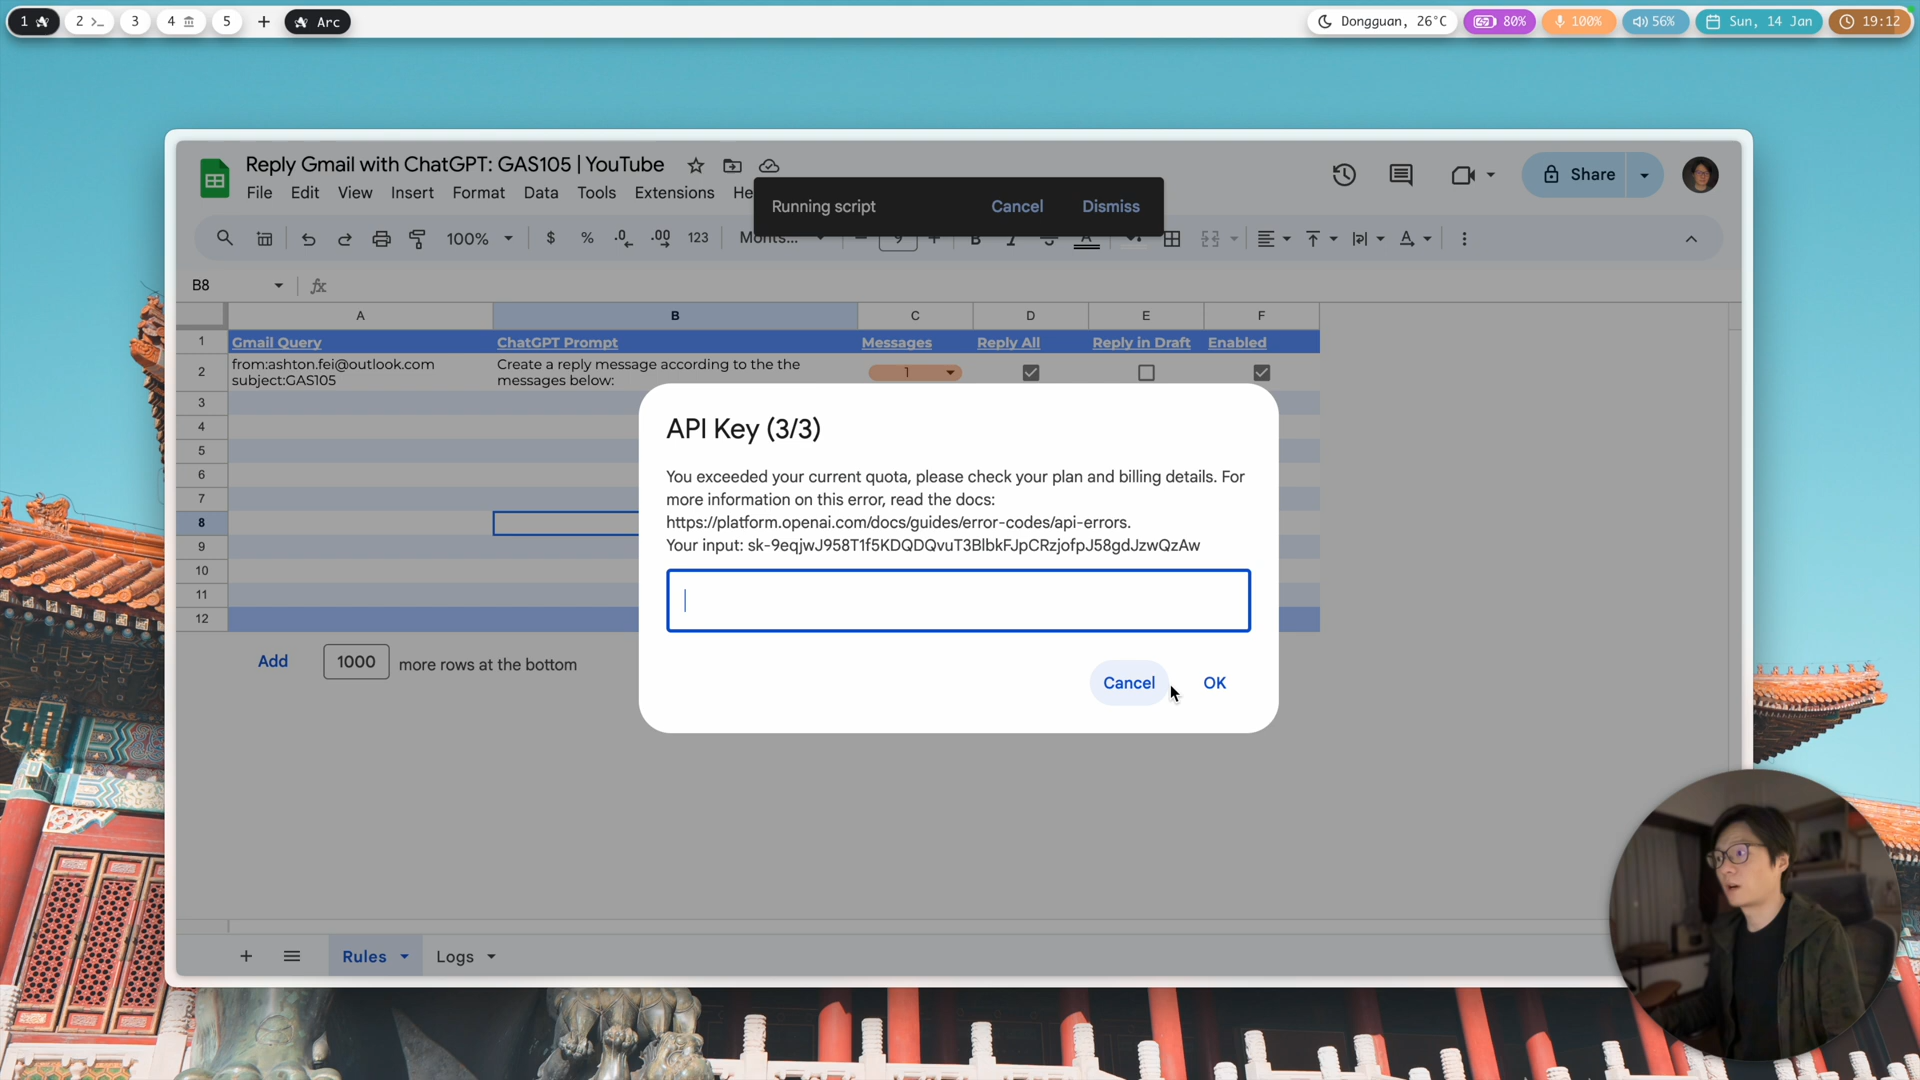 1
2
3
4
5
+
Arc
Dongguan, 26°C
80%
100%
56%
Sun, 14 Jan
19:12
Reply Gmail with ChatGPT: GAS105 | YouTube
File Edit View Insert Format Data Tools Extensions He
Share
Running script Cancel Dismiss
100% $ % .0 .00 123 Monts... 9
B8 fx
A B C D E F
1 Gmail Query ChatGPT Prompt Messages Reply All Reply in Draft Enabled
2 from:ashton.fei@outlook.com subject:GAS105 Create a reply message according to the the messages below: 1
3
4
5
6
7
8
9
10
11
12
API Key (3/3)
You exceeded your current quota, please check your plan and billing details. For
more information on this error, read the docs:
https://platform.openai.com/docs/guides/error-codes/api-errors.
Your input: 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
Cancel OK
Add 1000 more rows at the bottom
+ Rules Logs